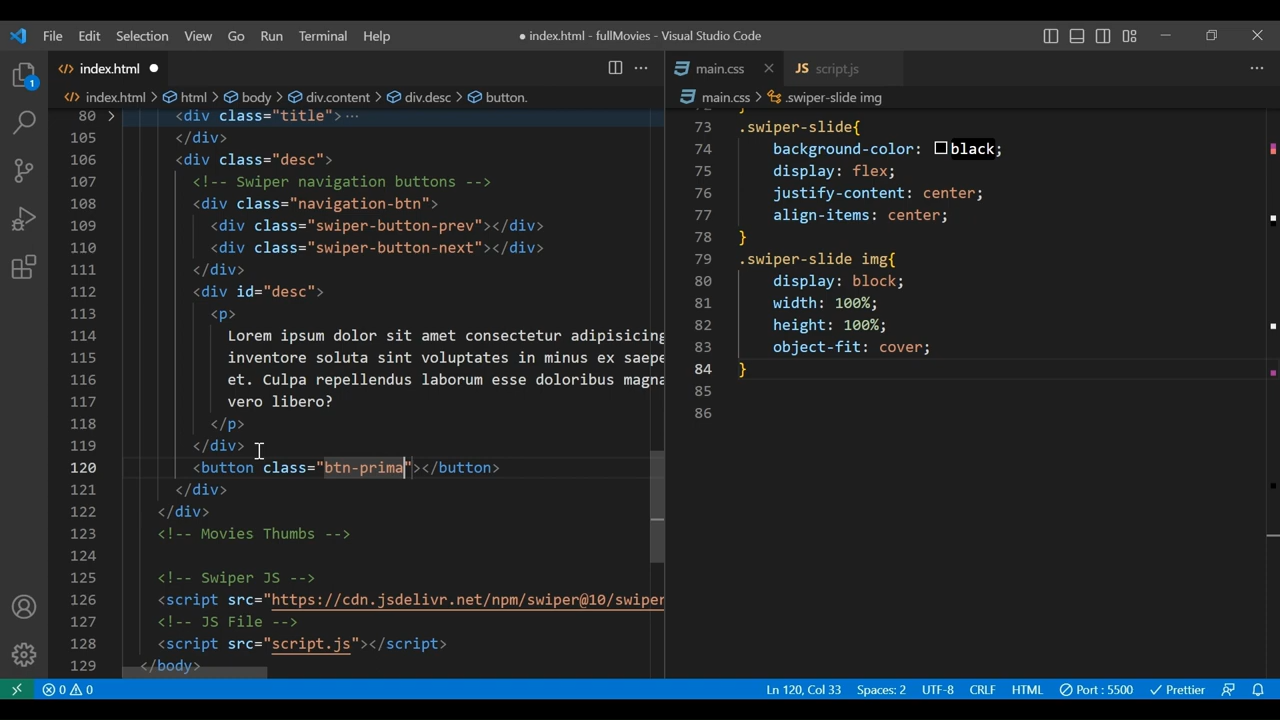 File Edit Selection View Go Run Terminal Help ● index.html - fullMovies - Visual Studio Code
index.html ●
index.html > html > body > div.content > div.desc > button.
80 <div class="title">···
105 </div>
106 <div class="desc">
107 <!-- Swiper navigation buttons -->
108 <div class="navigation-btn">
109 <div class="swiper-button-prev"></div>
110 <div class="swiper-button-next"></div>
111 </div>
112 <div id="desc">
113 <p>
114 Lorem ipsum dolor sit amet consectetur adipisicing
115 inventore soluta sint voluptates in minus ex saepe
116 et. Culpa repellendus laborum esse doloribus magna
117 vero libero?
118 </p>
119 </div>
120 <button class="btn-prima"></button>
121 </div>
122 </div>
123 <!-- Movies Thumbs -->
124
125 <!-- Swiper JS -->
126 <script src="https://cdn.jsdelivr.net/npm/swiper@10/swiper
127 <!-- JS File -->
128 <script src="script.js"></script>
129 </body>
main.css JS script.js
main.css > .swiper-slide img
73 .swiper-slide{
74 background-color: black;
75 display: flex;
76 justify-content: center;
77 align-items: center;
78 }
79 .swiper-slide img{
80 display: block;
81 width: 100%;
82 height: 100%;
83 object-fit: cover;
84 }
85
86
1
0 0 Ln 120, Col 33 Spaces: 2 UTF-8 CRLF HTML Port : 5500 Prettier